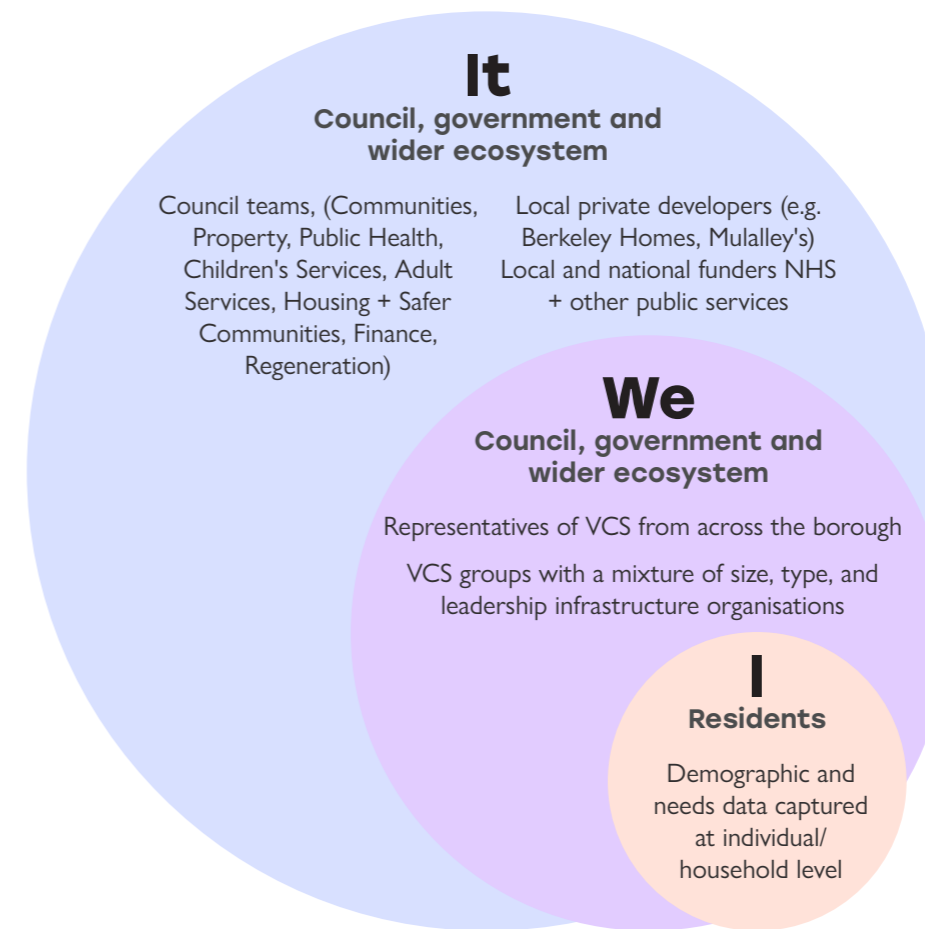 It
Council, government and
wider ecosystem
Council teams, (Communities,
Property, Public Health,
Children's Services, Adult
Services, Housing + Safer
Communities, Finance,
Regeneration)
Local private developers (e.g.
Berkeley Homes, Mulalley's)
Local and national funders NHS
+ other public services
We
Council, government and
wider ecosystem
Representatives of VCS from across the borough
VCS groups with a mixture of size, type, and
leadership infrastructure organisations
I
Residents
Demographic and
needs data captured
at individual/
household level